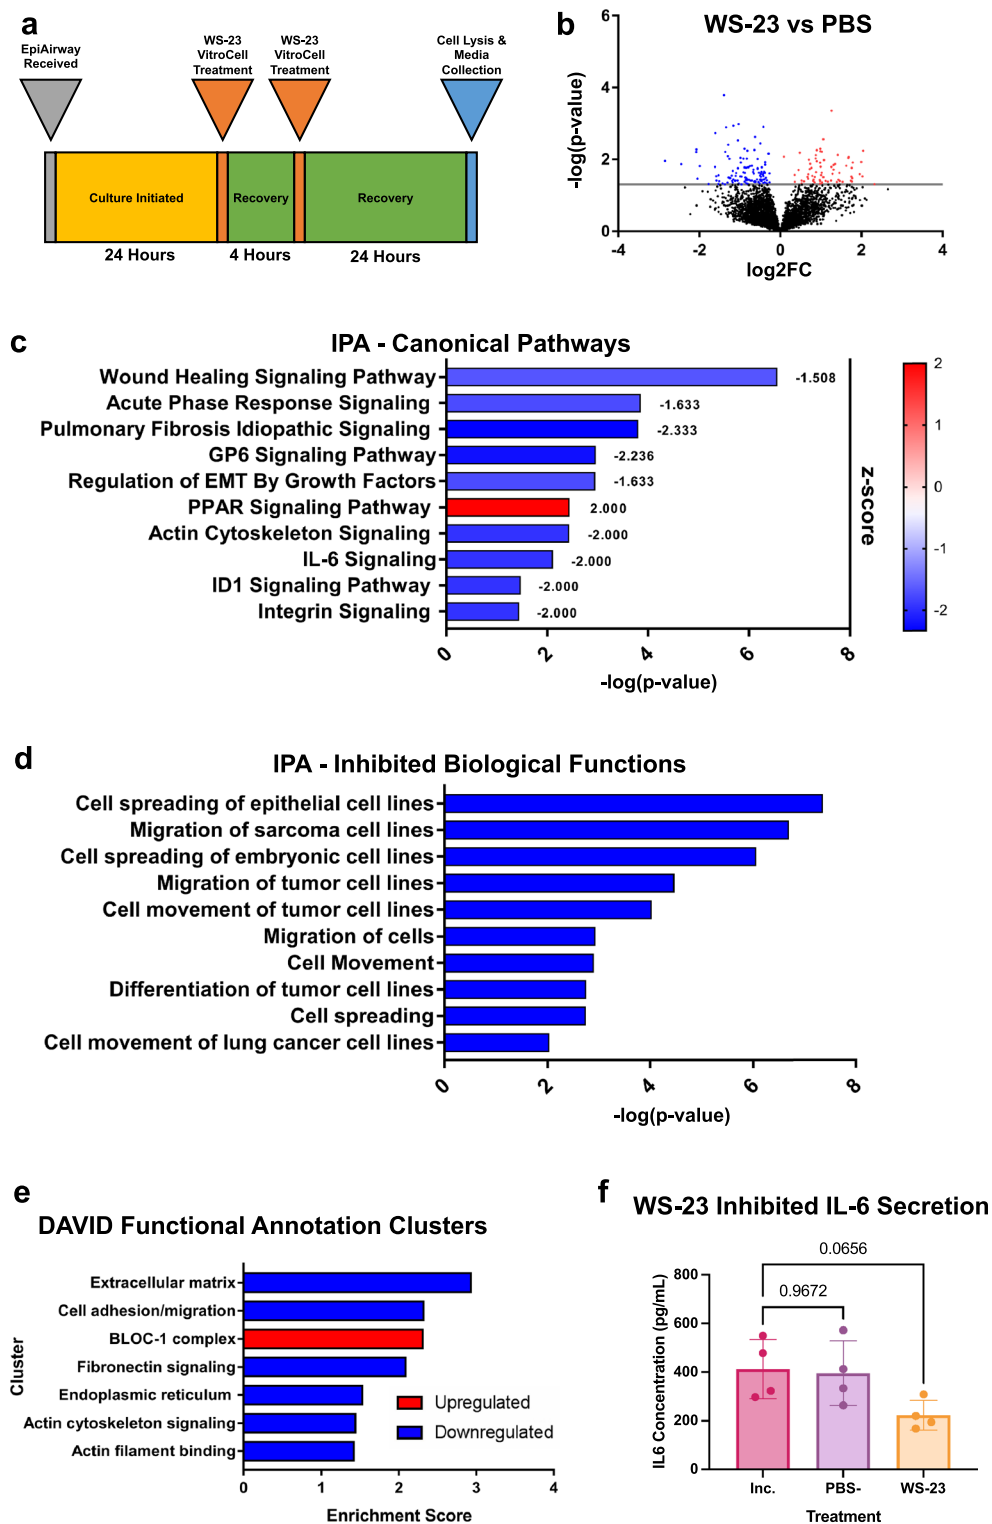 a
EpiAirway
Received
WS-23
VitroCell
Treatment
WS-23
VitroCell
Treatment
Cell Lysis &
Media
Collection
Culture Initiated
Recovery
Recovery
24 Hours
4 Hours
24 Hours
b
WS-23 vs PBS
-log(p-value)
6
4
2
0
-4
-2
0
2
4
log2FC
c
IPA - Canonical Pathways
Wound Healing Signaling Pathway
-1.508
Acute Phase Response Signaling
-1.633
Pulmonary Fibrosis Idiopathic Signaling
-2.333
GP6 Signaling Pathway
-2.236
Regulation of EMT By Growth Factors
-1.633
PPAR Signaling Pathway
2.000
Actin Cytoskeleton Signaling
-2.000
IL-6 Signaling
-2.000
ID1 Signaling Pathway
-2.000
Integrin Signaling
-2.000
0
2
4
6
8
-log(p-value)
z-score
2
1
0
-1
-2
d
IPA - Inhibited Biological Functions
Cell spreading of epithelial cell lines
Migration of sarcoma cell lines
Cell spreading of embryonic cell lines
Migration of tumor cell lines
Cell movement of tumor cell lines
Migration of cells
Cell Movement
Differentiation of tumor cell lines
Cell spreading
Cell movement of lung cancer cell lines
0
2
4
6
8
-log(p-value)
e
DAVID Functional Annotation Clusters
Cluster
Extracellular matrix
Cell adhesion/migration
BLOC-1 complex
Fibronectin signaling
Endoplasmic reticulum
Actin cytoskeleton signaling
Actin filament binding
Upregulated
Downregulated
0
1
2
3
4
Enrichment Score
f
WS-23 Inhibited IL-6 Secretion
0.0656
0.9672
IL6 Concentration (pg/mL)
800
600
400
200
0
Inc.
PBS-
WS-23
Treatment